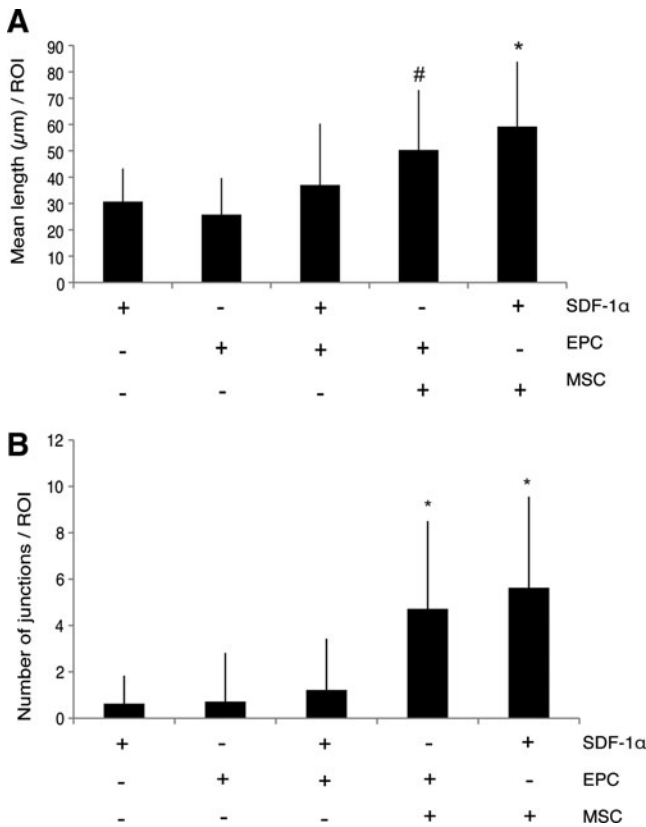 A
Mean length (µm) / ROI
90
80
70
60
50
40
30
20
10
0
#
*
+ - + - + SDF-1α
- + + + - EPC
- - - + + MSC
B
Number of junctions / ROI
12
10
8
6
4
2
0
* *
+ - + - + SDF-1α
- + + + - EPC
- - - + + MSC